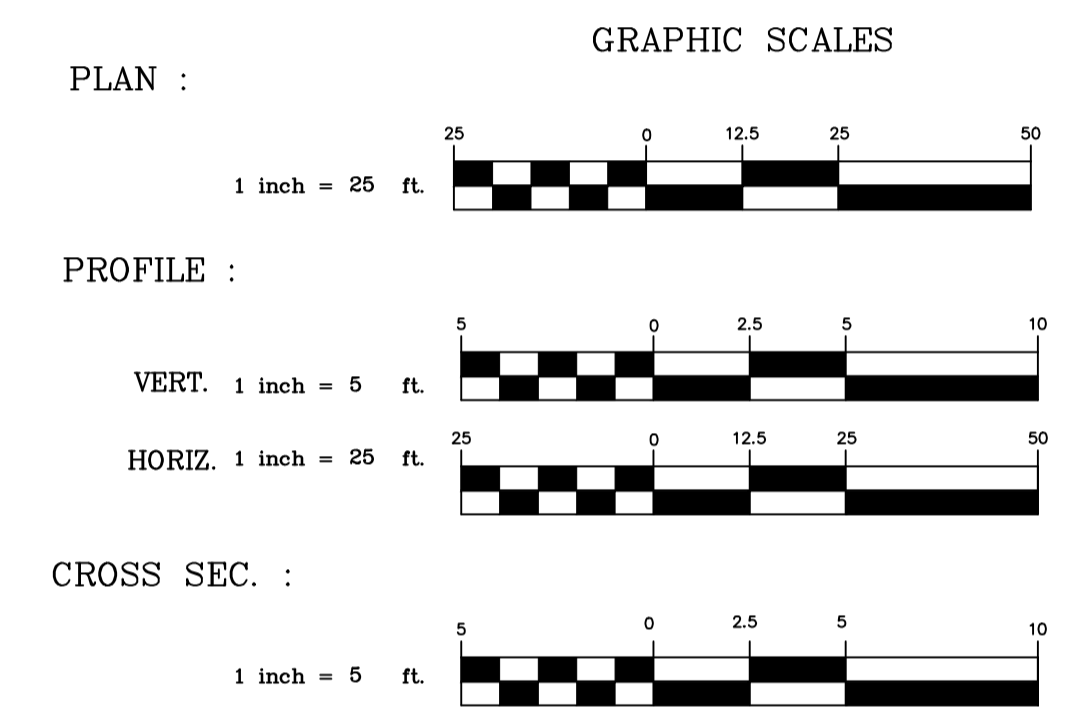 GRAPHIC SCALES
PLAN :
25 0 12.5 25 50
1 inch = 25 ft.
PROFILE :
5 0 2.5 5 10
VERT. 1 inch = 5 ft.
25 0 12.5 25 50
HORIZ. 1 inch = 25 ft.
CROSS SEC. :
5 0 2.5 5 10
1 inch = 5 ft.